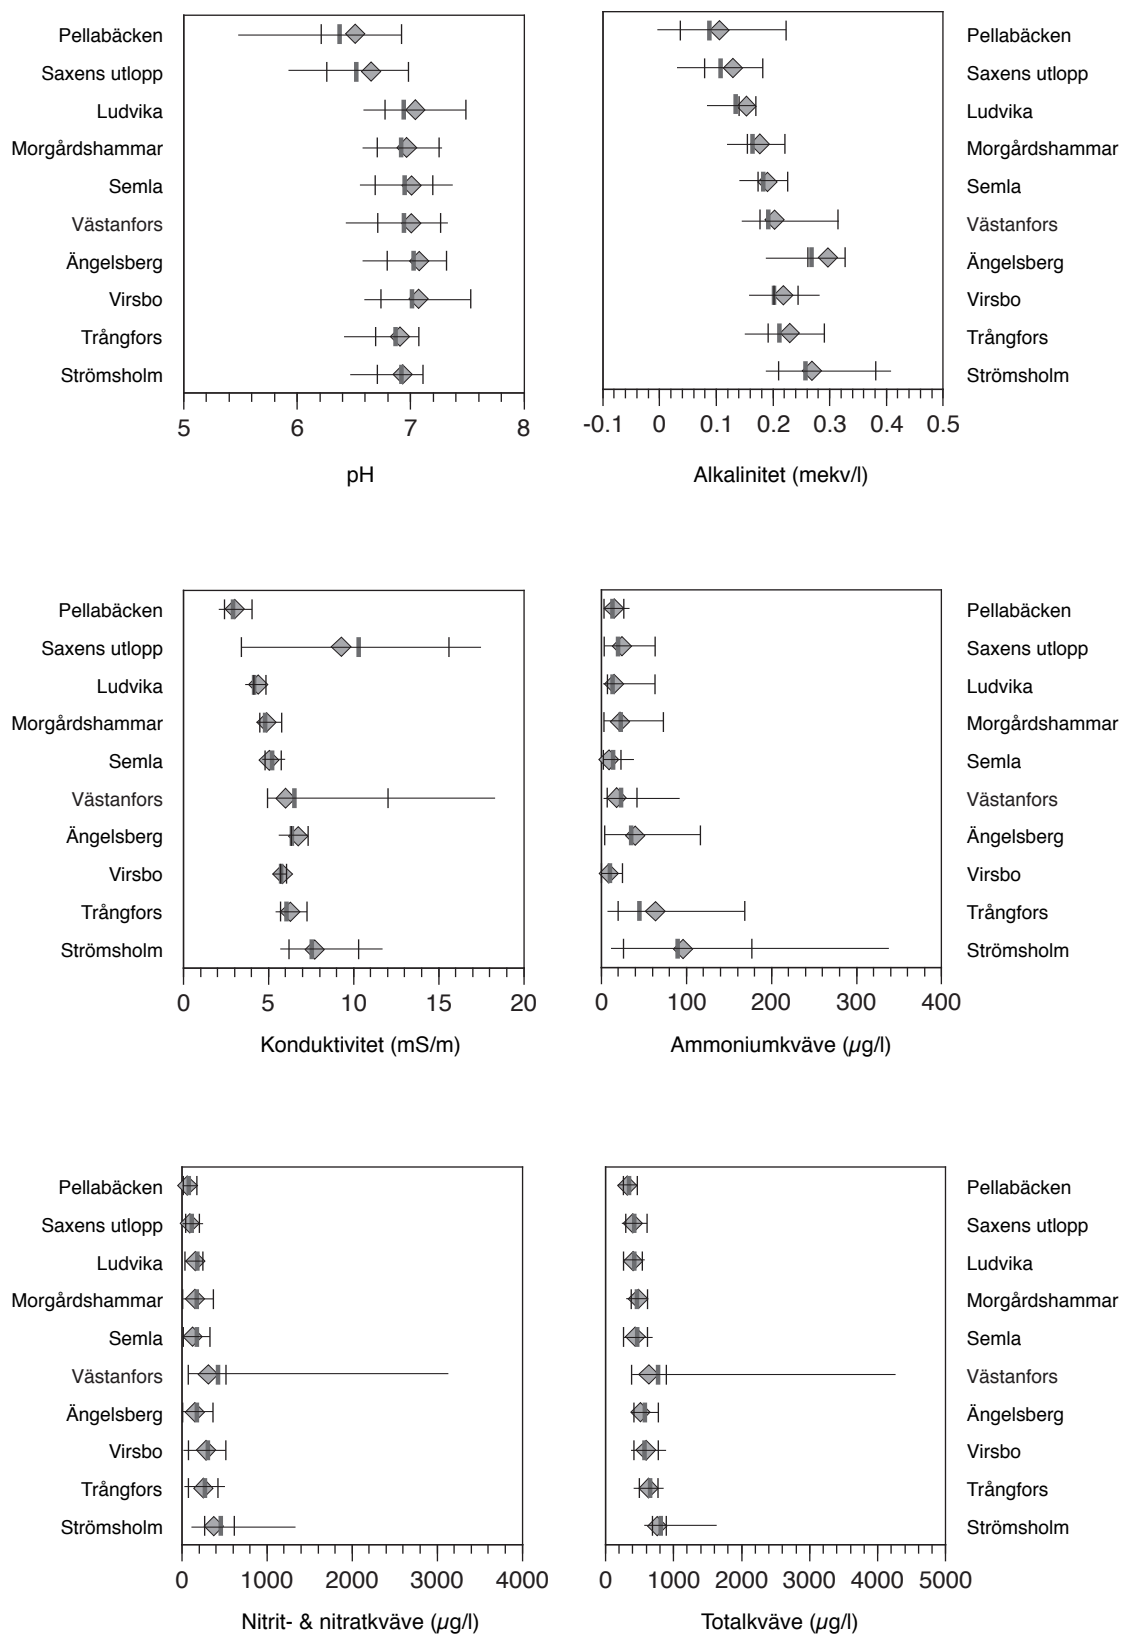 Pellabäcken
Saxens utlopp
Ludvika
Morgårdshammar
Semla
Västanfors
Ängelsberg
Virsbo
Trångfors
Strömsholm
5 6 7 8
pH
Pellabäcken
Saxens utlopp
Ludvika
Morgårdshammar
Semla
Västanfors
Ängelsberg
Virsbo
Trångfors
Strömsholm
-0.1 0 0.1 0.2 0.3 0.4 0.5
Alkalinitet (mekv/l)
Pellabäcken
Saxens utlopp
Ludvika
Morgårdshammar
Semla
Västanfors
Ängelsberg
Virsbo
Trångfors
Strömsholm
0 5 10 15 20
Konduktivitet (mS/m)
Pellabäcken
Saxens utlopp
Ludvika
Morgårdshammar
Semla
Västanfors
Ängelsberg
Virsbo
Trångfors
Strömsholm
0 100 200 300 400
Ammoniumkväve (µg/l)
Pellabäcken
Saxens utlopp
Ludvika
Morgårdshammar
Semla
Västanfors
Ängelsberg
Virsbo
Trångfors
Strömsholm
0 1000 2000 3000 4000
Nitrit- & nitratkväve (µg/l)
Pellabäcken
Saxens utlopp
Ludvika
Morgårdshammar
Semla
Västanfors
Ängelsberg
Virsbo
Trångfors
Strömsholm
0 1000 2000 3000 4000 5000
Totalkväve (µg/l)